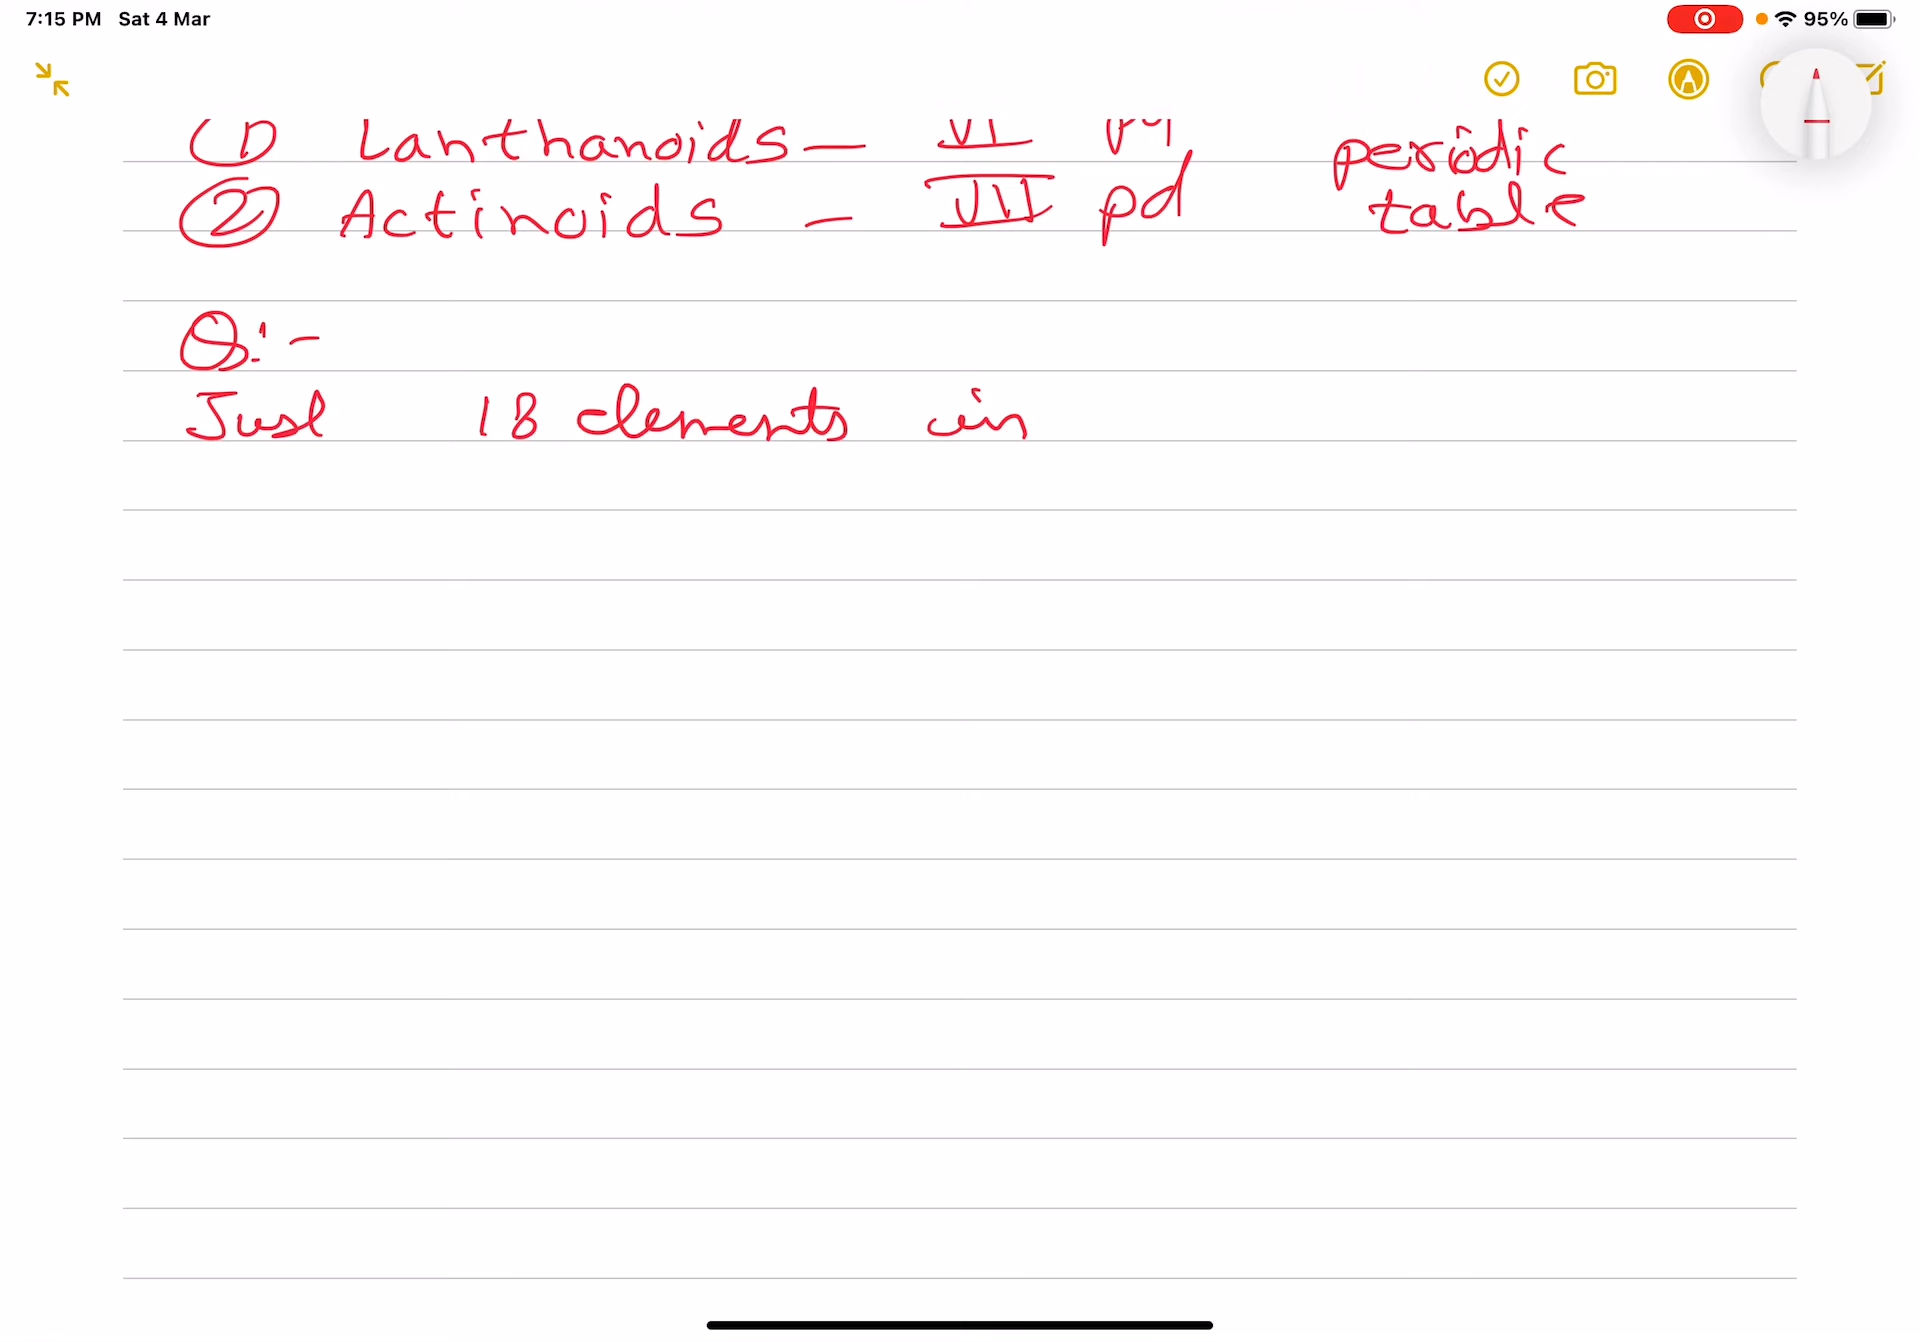 7:15 PM Sat 4 Mar 95%
(1) Lanthanoids — VI pd periodic
(2) Actinoids — VII pd table
Q:-
Just 18 elements in